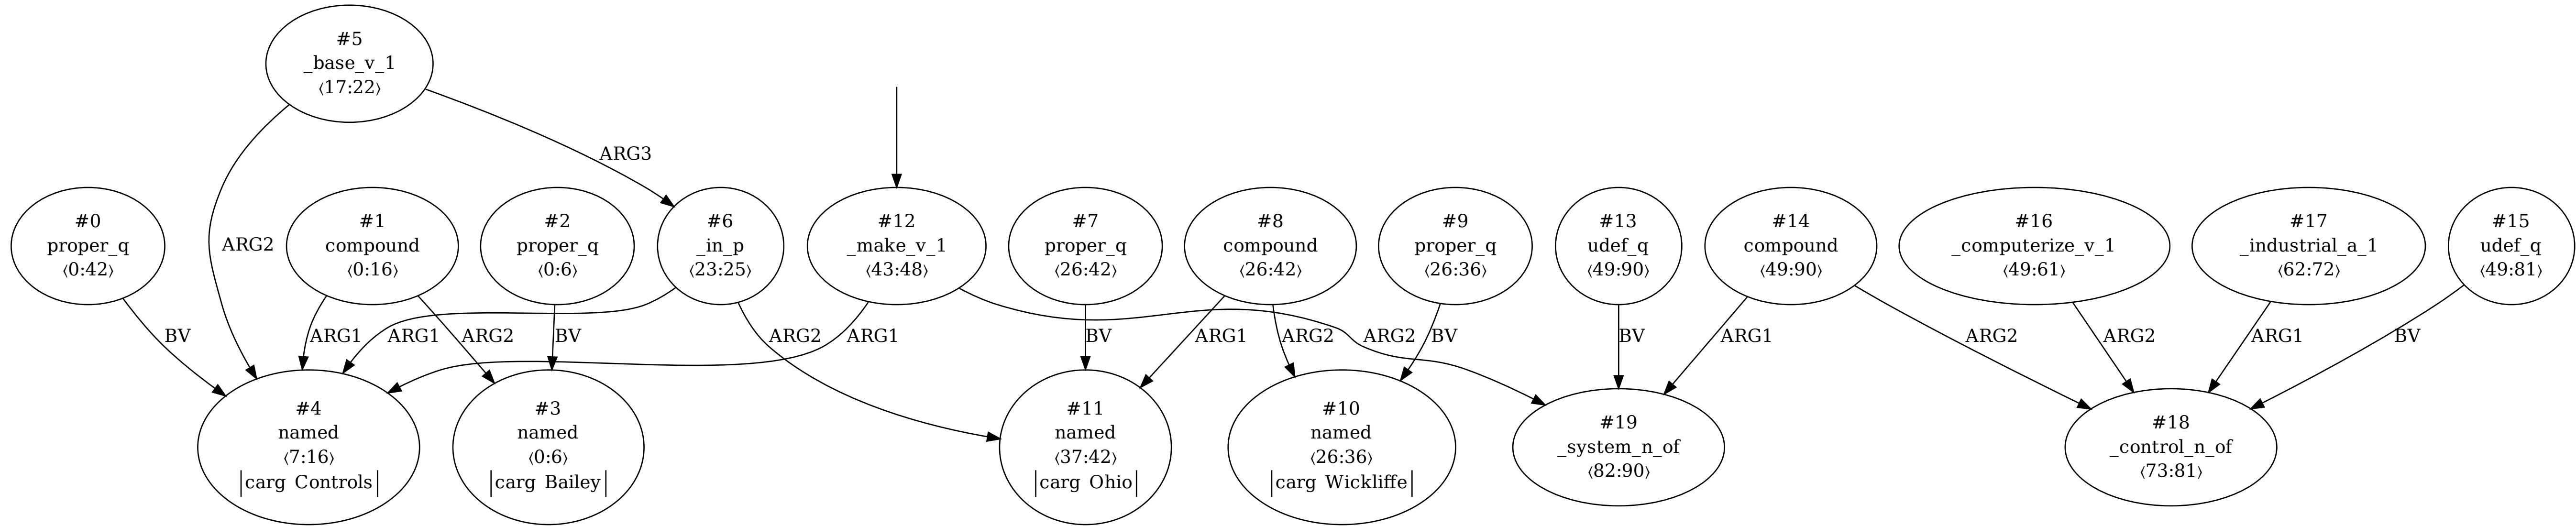 #5
_base_v_1
⟨17:22⟩
ARG3
ARG2
#0
proper_q
⟨0:42⟩
#1
compound
⟨0:16⟩
#2
proper_q
⟨0:6⟩
#6
_in_p
⟨23:25⟩
#12
_make_v_1
⟨43:48⟩
#7
proper_q
⟨26:42⟩
#8
compound
⟨26:42⟩
#9
proper_q
⟨26:36⟩
#13
udef_q
⟨49:90⟩
#14
compound
⟨49:90⟩
#16
_computerize_v_1
⟨49:61⟩
#17
_industrial_a_1
⟨62:72⟩
#15
udef_q
⟨49:81⟩
BV
ARG1
ARG1
ARG2
BV
ARG2
ARG1
BV
ARG1
ARG2
BV
ARG2
BV
ARG1
ARG2
ARG2
ARG1
BV
#4
named
⟨7:16⟩
|carg Controls|
#3
named
⟨0:6⟩
|carg Bailey|
#11
named
⟨37:42⟩
|carg Ohio|
#10
named
⟨26:36⟩
|carg Wickliffe|
#19
_system_n_of
⟨82:90⟩
#18
_control_n_of
⟨73:81⟩